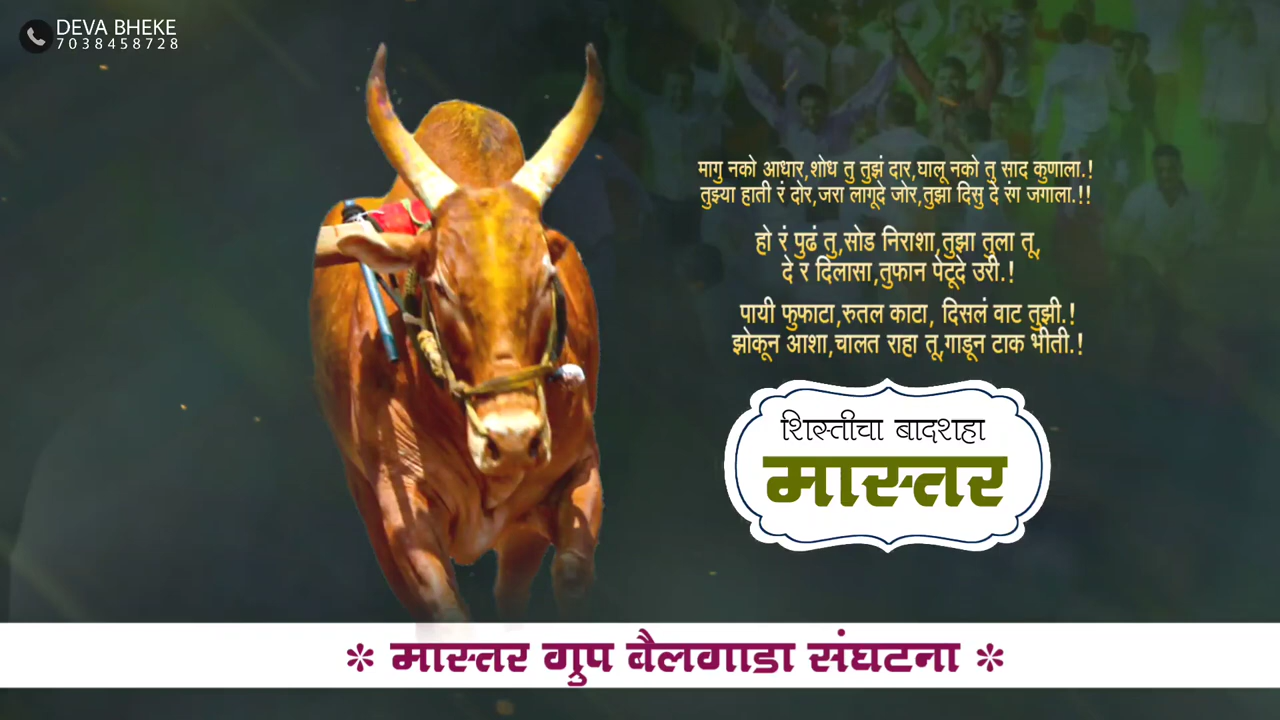 DEVA BHEKE
7038458728
मागु नको आधार,शोध तु तुझं दार,घालू नको तु साद कुणाला.!
तुझ्या हाती रं दोर,जरा लागूदे जोर,तुझा दिसु दे रंग जगाला.!!
हो रं पुढं तु,सोड निराशा,तुझा तुला तू,
दे र दिलासा,तुफान पेटूदे उरी.!
पायी फुफाटा,रुतल काटा, दिसलं वाट तुझी.!
झोकून आशा,चालत राहा तू,गाडून टाक भीती.!
शिस्तीचा बादशहा
मास्तर
* मास्तर गृप बैलगाडा संघटना *